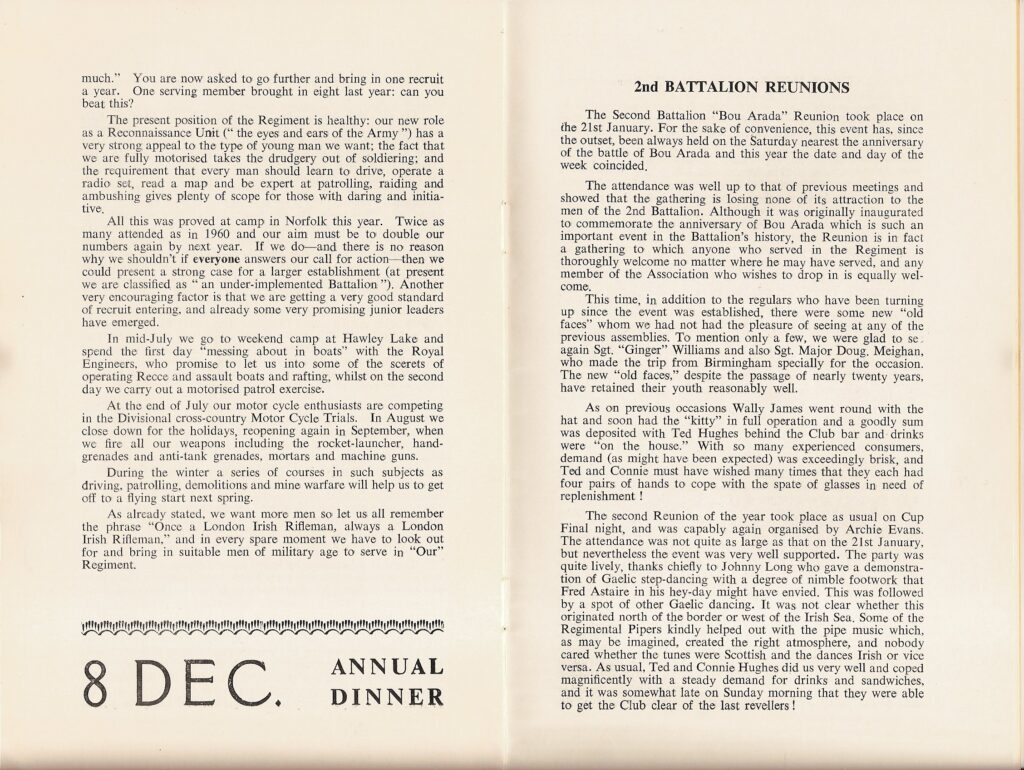 much." You are now asked to go further and bring in one recruit
a year. One serving member brought in eight last year: can you
beat this?
The present position of the Regiment is healthy: our new role
as a Reconnaissance Unit (" the eyes and ears of the Army ") has a
very strong appeal to the type of young man we want; the fact that
we are fully motorised takes the drudgery out of soldiering; and
the requirement that every man should learn to drive, operate a
radio set, read a map and be expert at patrolling, raiding and
ambushing gives plenty of scope for those with daring and initia-
tive.
All this was proved at camp in Norfolk this year. Twice as
many attended as in 1960 and our aim must be to double our
numbers again by next year. If we do—and there is no reason
why we shouldn't if everyone answers our call for action—then we
could present a strong case for a larger establishment (at present
we are classified as " an under-implemented Battalion "). Another
very encouraging factor is that we are getting a very good standard
of recruit entering, and already some very promising junior leaders
have emerged.
In mid-July we go to weekend camp at Hawley Lake and
spend the first day "messing about in boats" with the Royal
Engineers, who promise to let us into some of the scerets of
operating Recce and assault boats and rafting, whilst on the second
day we carry out a motorised patrol exercise.
At the end of July our motor cycle enthusiasts are competing
in the Divisional cross-country Motor Cycle Trials. In August we
close down for the holidays, reopening again in September, when
we fire all our weapons including the rocket-launcher, hand-
grenades and anti-tank grenades, mortars and machine guns.
During the winter a series of courses in such subjects as
driving, patrolling, demolitions and mine warfare will help us to get
off to a flying start next spring.
As already stated, we want more men so let us all remember
the phrase "Once a London Irish Rifleman, always a London
Irish Rifleman," and in every spare moment we have to look out
for and bring in suitable men of military age to serve in "Our"
Regiment.
8 DEC. ANNUAL
DINNER
2nd BATTALION REUNIONS
The Second Battalion "Bou Arada" Reunion took place on
the 21st January. For the sake of convenience, this event has, since
the outset, been always held on the Saturday nearest the anniversary
of the battle of Bou Arada and this year the date and day of the
week coincided.
The attendance was well up to that of previous meetings and
showed that the gathering is losing none of its attraction to the
men of the 2nd Battalion. Although it was originally inaugurated
to commemorate the anniversary of Bou Arada which is such an
important event in the Battalion's history, the Reunion is in fact
a gathering to which anyone who served in the Regiment is
thoroughly welcome no matter where he may have served, and any
member of the Association who wishes to drop in is equally wel-
come.
This time, in addition to the regulars who have been turning
up since the event was established, there were some new "old
faces" whom we had not had the pleasure of seeing at any of the
previous assemblies. To mention only a few, we were glad to se.
again Sgt. "Ginger" Williams and also Sgt. Major Doug. Meighan,
who made the trip from Birmingham specially for the occasion.
The new "old faces," despite the passage of nearly twenty years,
have retained their youth reasonably well.
As on previous occasions Wally James went round with the
hat and soon had the "kitty" in full operation and a goodly sum
was deposited with Ted Hughes behind the Club bar and drinks
were "on the house." With so many experienced consumers,
demand (as might have been expected) was exceedingly brisk, and
Ted and Connie must have wished many times that they each had
four pairs of hands to cope with the spate of glasses in need of
replenishment !
The second Reunion of the year took place as usual on Cup
Final night, and was capably again organised by Archie Evans.
The attendance was not quite as large as that on the 21st January,
but nevertheless the event was very well supported. The party was
quite lively, thanks chiefly to Johnny Long who gave a demonstra-
tion of Gaelic step-dancing with a degree of nimble footwork that
Fred Astaire in his hey-day might have envied. This was followed
by a spot of other Gaelic dancing. It was not clear whether this
originated north of the border or west of the Irish Sea. Some of the
Regimental Pipers kindly helped out with the pipe music which,
as may be imagined, created the right atmosphere, and nobody
cared whether the tunes were Scottish and the dances Irish or vice
versa. As usual, Ted and Connie Hughes did us very well and coped
magnificently with a steady demand for drinks and sandwiches,
and it was somewhat late on Sunday morning that they were able
to get the Club clear of the last revellers !